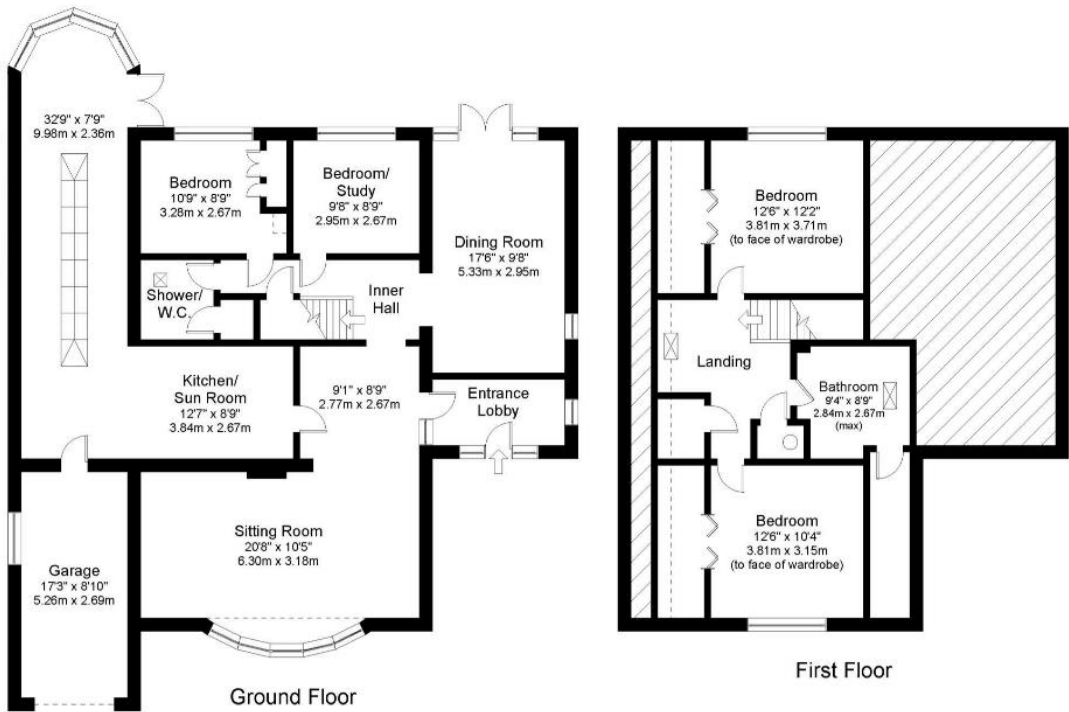 32'9" x 7'9"
9.98m x 2.36m
Bedroom
10'9" x 8'9"
3.28m x 2.67m
Bedroom/
Study
9'8" x 8'9"
2.95m x 2.67m
Dining Room
17'6" x 9'8"
5.33m x 2.95m
Shower/
W.C.
Inner
Hall
Kitchen/
Sun Room
12'7" x 8'9"
3.84m x 2.67m
9'1" x 8'9"
2.77m x 2.67m
Entrance
Lobby
Sitting Room
20'8" x 10'5"
6.30m x 3.18m
Garage
17'3" x 8'10"
5.26m x 2.69m
Ground Floor
Bedroom
12'6" x 12'2"
3.81m x 3.71m
(to face of wardrobe)
Landing
Bathroom
9'4" x 8'9"
2.84m x 2.67m
(max)
Bedroom
12'6" x 10'4"
3.81m x 3.15m
(to face of wardrobe)
First Floor